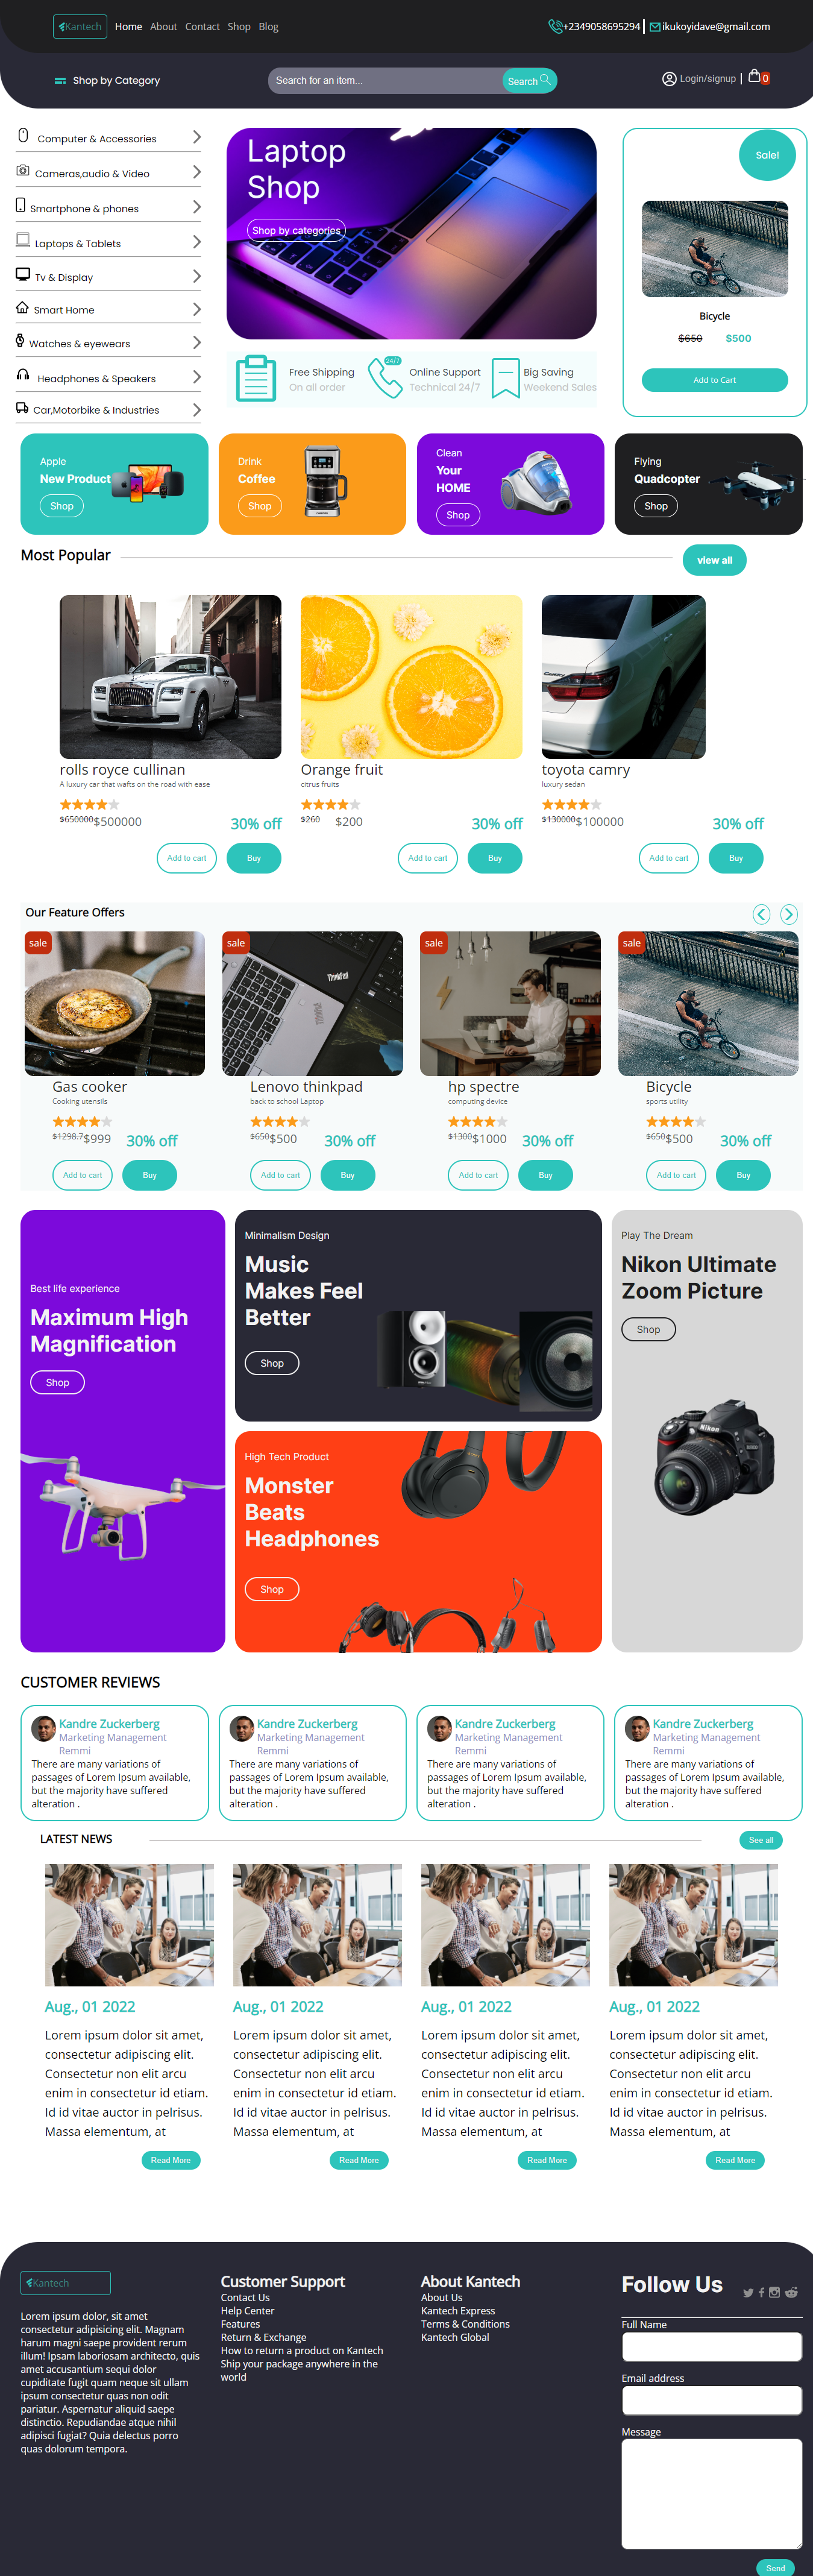 Kantech
Home About Contact Shop Blog
+2349058695294
ikukoyidave@gmail.com
Shop by Category
Search for an item...
Search
Login/signup
0
Computer & Accessories
Cameras,audio & Video
Smartphone & phones
Laptops & Tablets
Tv & Display
Smart Home
Watches & eyewears
Headphones & Speakers
Car,Motorbike & Industries
Laptop
Shop
Shop by categories
Free Shipping
On all order
24/7
Online Support
Technical 24/7
Big Saving
Weekend Sales
Sale!
Bicycle
$650 $500
Add to Cart
Apple
New Product
Shop
Drink
Coffee
Shop
Clean
Your
HOME
Shop
Flying
Quadcopter
Shop
Most Popular
view all
rolls royce cullinan
A luxury car that wafts on the road with ease
$650000 $500000
30% off
Add to cart
Buy
Orange fruit
citrus fruits
$260 $200
30% off
Add to cart
Buy
toyota camry
luxury sedan
$130000 $100000
30% off
Add to cart
Buy
Our Feature Offers
sale
Gas cooker
Cooking utensils
$1298.7 $999
30% off
Add to cart
Buy
sale
ThinkPad
ThinkPad
Lenovo thinkpad
back to school Laptop
$650 $500
30% off
Add to cart
Buy
sale
hp spectre
computing device
$1300 $1000
30% off
Add to cart
Buy
sale
Bicycle
sports utility
$650 $500
30% off
Add to cart
Buy
Best life experience
Maximum High
Magnification
Shop
Minimalism Design
Music
Makes Feel
Better
Shop
High Tech Product
Monster
Beats
Headphones
Shop
Play The Dream
Nikon Ultimate
Zoom Picture
Shop
Nikon
CUSTOMER REVIEWS
Kandre Zuckerberg
Marketing Management
Remmi
There are many variations of
passages of Lorem Ipsum available,
but the majority have suffered
alteration .
Kandre Zuckerberg
Marketing Management
Remmi
There are many variations of
passages of Lorem Ipsum available,
but the majority have suffered
alteration .
Kandre Zuckerberg
Marketing Management
Remmi
There are many variations of
passages of Lorem Ipsum available,
but the majority have suffered
alteration .
Kandre Zuckerberg
Marketing Management
Remmi
There are many variations of
passages of Lorem Ipsum available,
but the majority have suffered
alteration .
LATEST NEWS
See all
Aug., 01 2022
Lorem ipsum dolor sit amet,
consectetur adipiscing elit.
Consectetur non elit arcu
enim in consectetur id etiam.
Id id vitae auctor in pelrisus.
Massa elementum, at
Read More
Aug., 01 2022
Lorem ipsum dolor sit amet,
consectetur adipiscing elit.
Consectetur non elit arcu
enim in consectetur id etiam.
Id id vitae auctor in pelrisus.
Massa elementum, at
Read More
Aug., 01 2022
Lorem ipsum dolor sit amet,
consectetur adipiscing elit.
Consectetur non elit arcu
enim in consectetur id etiam.
Id id vitae auctor in pelrisus.
Massa elementum, at
Read More
Aug., 01 2022
Lorem ipsum dolor sit amet,
consectetur adipiscing elit.
Consectetur non elit arcu
enim in consectetur id etiam.
Id id vitae auctor in pelrisus.
Massa elementum, at
Read More
Kantech
Lorem ipsum dolor, sit amet
consectetur adipisicing elit. Magnam
harum magni saepe provident rerum
illum! Ipsam laboriosam architecto, quis
amet accusantium sequi dolor
cupiditate fugit quam neque sit ullam
ipsum consectetur quas non odit
pariatur. Aspernatur aliquid saepe
distinctio. Repudiandae atque nihil
adipisci fugiat? Quia delectus porro
quas dolorum tempora.
Customer Support
Contact Us
Help Center
Features
Return & Exchange
How to return a product on Kantech
Ship your package anywhere in the
world
About Kantech
About Us
Kantech Express
Terms & Conditions
Kantech Global
Follow Us
Full Name
Email address
Message
Send